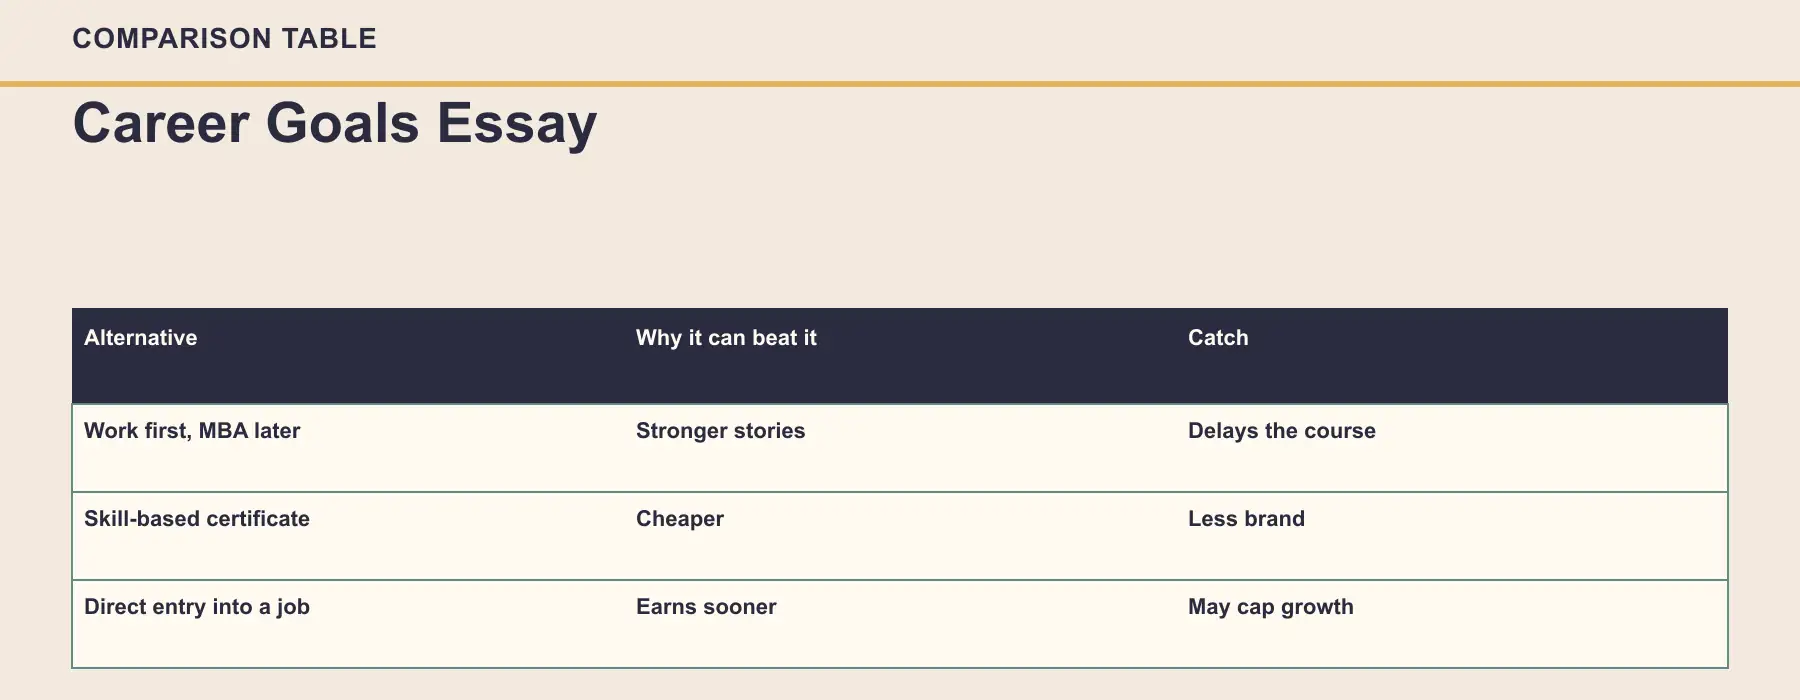 COMPARISON TABLE
Career Goals Essay
Alternative Why it can beat it Catch
Work first, MBA later Stronger stories Delays the course
Skill-based certificate Cheaper Less brand
Direct entry into a job Earns sooner May cap growth